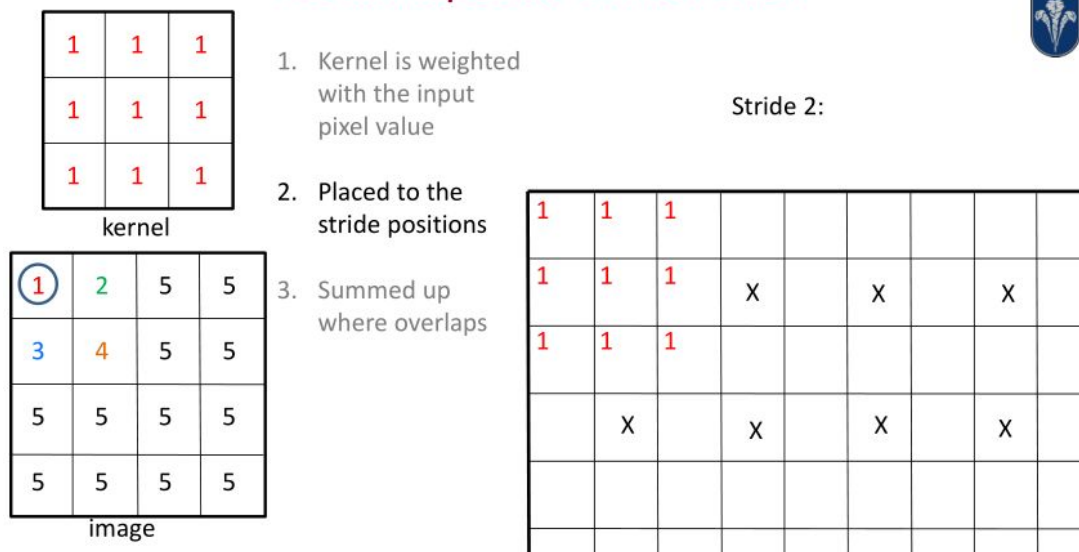 1 1 1
1 1 1
1 1 1
kernel
1 2 5 5
3 4 5 5
5 5 5 5
5 5 5 5
image
1. Kernel is weighted
with the input
pixel value
2. Placed to the
stride positions
3. Summed up
where overlaps
Stride 2:
1 1 1
1 1 1 X X X
1 1 1
X X X X